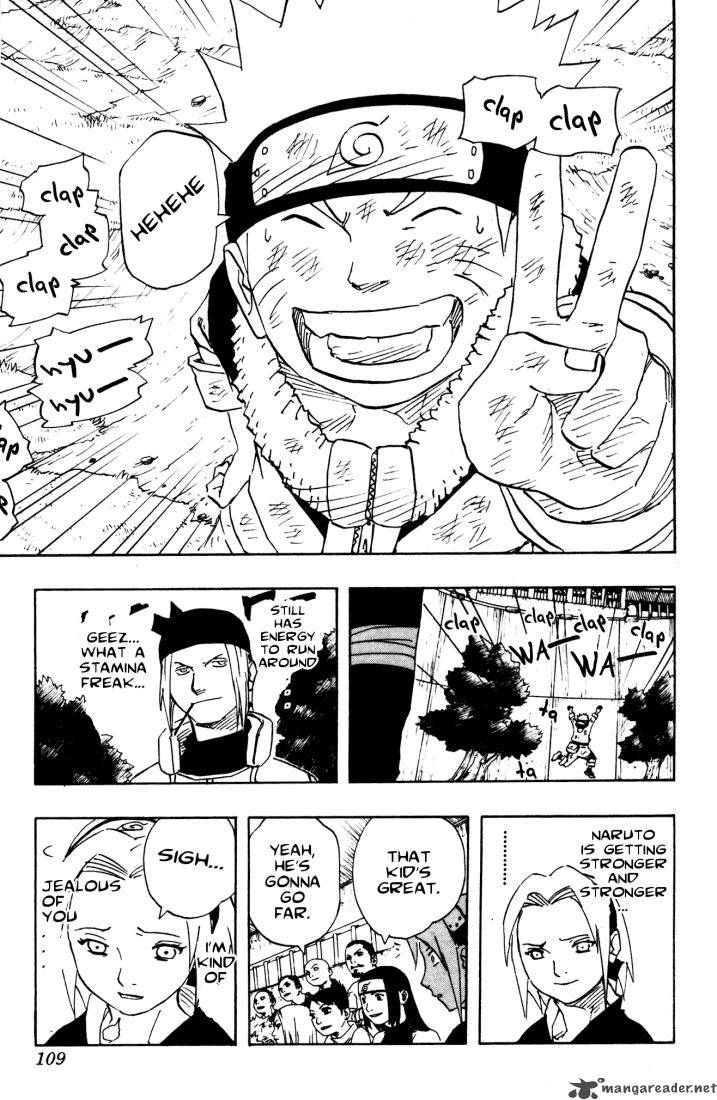 clap
clap
HEHEHE
clap
clap
clap
hyu—
hyu—
clap
clap
clap
clap
clap
clap
WA—
WA—
ta
ta
STILL
HAS
ENERGY
TO RUN
AROUND
GEEZ...
WHAT A
STAMINA
FREAK...
NARUTO
IS GETTING
STRONGER
AND
STRONGER
...
THAT
KID'S
GREAT.
YEAH,
HE'S
GONNA
GO
FAR.
SIGH...
I'M
KIND
OF
JEALOUS
OF
YOU
...
109
mangareader.net